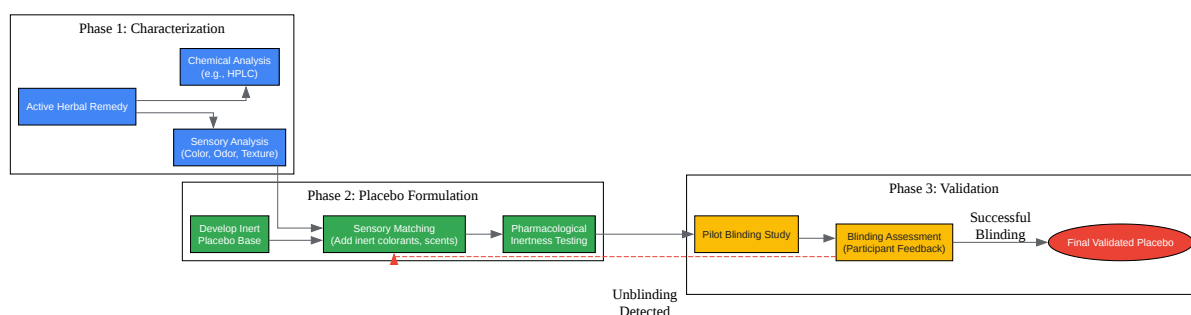 Phase 1: Characterization
Chemical Analysis
(e.g., HPLC)
Active Herbal Remedy
Sensory Analysis
(Color, Odor, Texture)
Phase 2: Placebo Formulation
Develop Inert
Placebo Base
Sensory Matching
(Add inert colorants, scents)
Pharmacological
Inertness Testing
Phase 3: Validation
Pilot Blinding Study
Blinding Assessment
(Participant Feedback)
Successful
Blinding
Final Validated Placebo
Unblinding
Detected